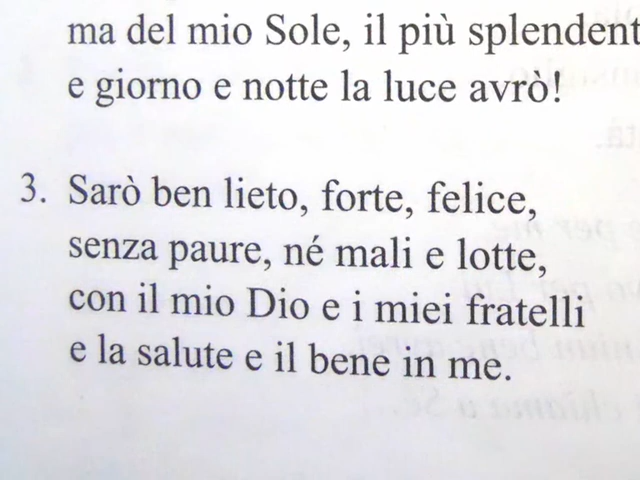 ma del mio Sole, il più splendent
e giorno e notte la luce avrò!
3. Sarò ben lieto, forte, felice,
senza paure, né mali e lotte,
con il mio Dio e i miei fratelli
e la salute e il bene in me.